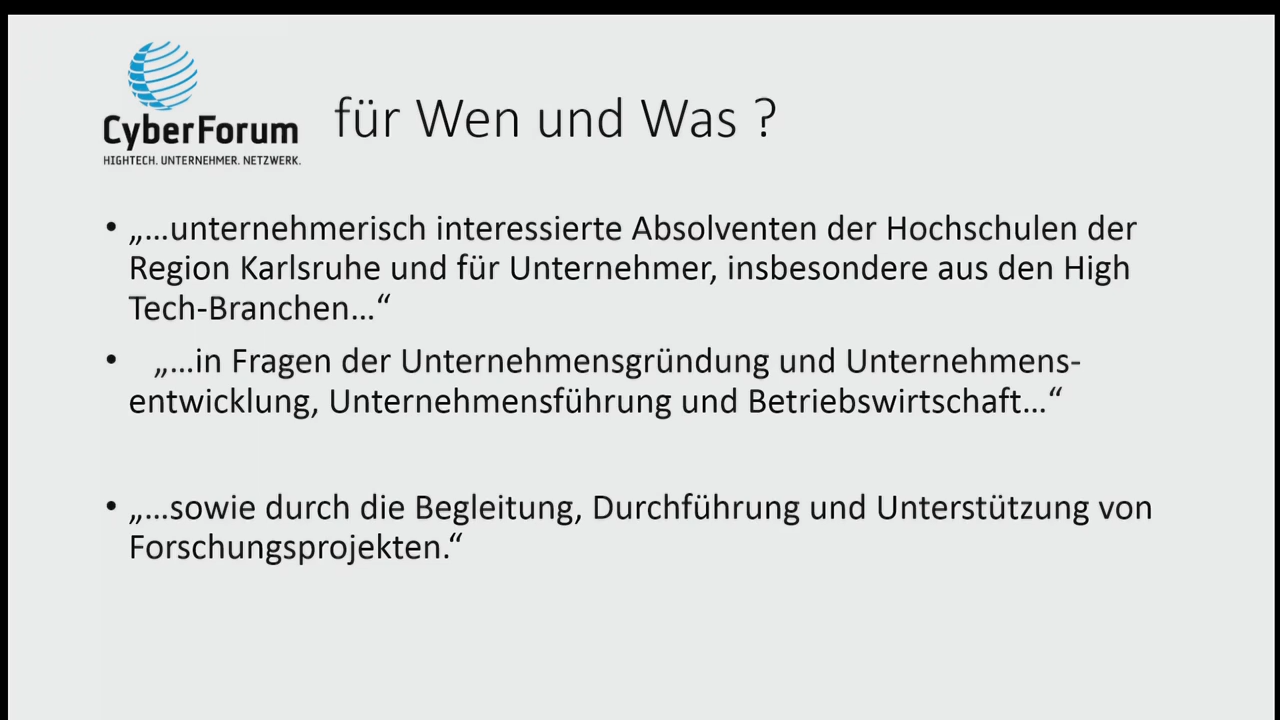 CyberForum
HIGHTECH. UNTERNEHMER. NETZWERK.
für Wen und Was ?
• „...unternehmerisch interessierte Absolventen der Hochschulen der
Region Karlsruhe und für Unternehmer, insbesondere aus den High
Tech-Branchen...“
• „...in Fragen der Unternehmensgründung und Unternehmens-
entwicklung, Unternehmensführung und Betriebswirtschaft...“
• „...sowie durch die Begleitung, Durchführung und Unterstützung von
Forschungsprojekten.“